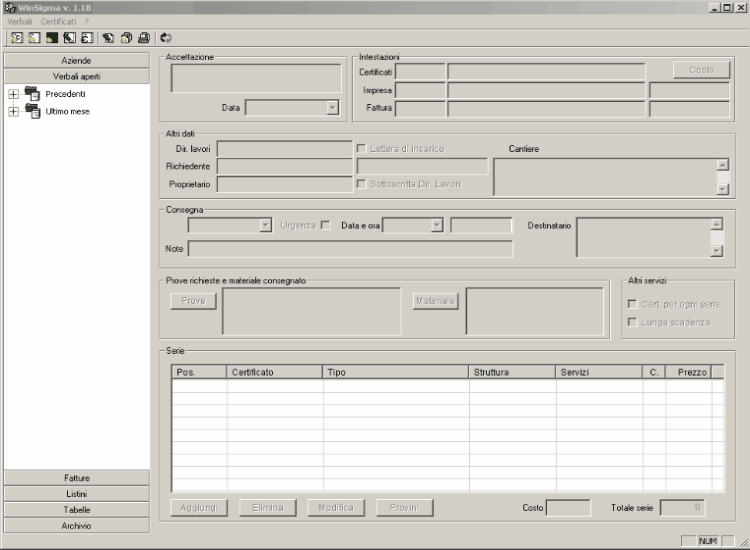 WinSigma v. 1.18
Verbali Certificati ?
Aziende
Verbali aperti
Precedenti
Ultimo mese
Fatture
Listini
Tabelle
Archivio
Accettazione
Data
Intestazioni
Certificati
Copia
Impresa
Fattura
Altri dati
Dir. lavori
Lettera di incarico
Cantiere
Richiedente
Proprietario
Sottoscritta Dir. Lavori
Consegna
Urgenza
Data e ora
Destinatario
Note
Prove richieste e materiale consegnato
Prove
Materiale
Altri servizi
Cert. per ogni serie
Lunga scadenza
Serie
Pos. Certificato Tipo Struttura Servizi C. Prezzo
Aggiungi Elimina Modifica Provini
Costo
Totale serie 0
NUM